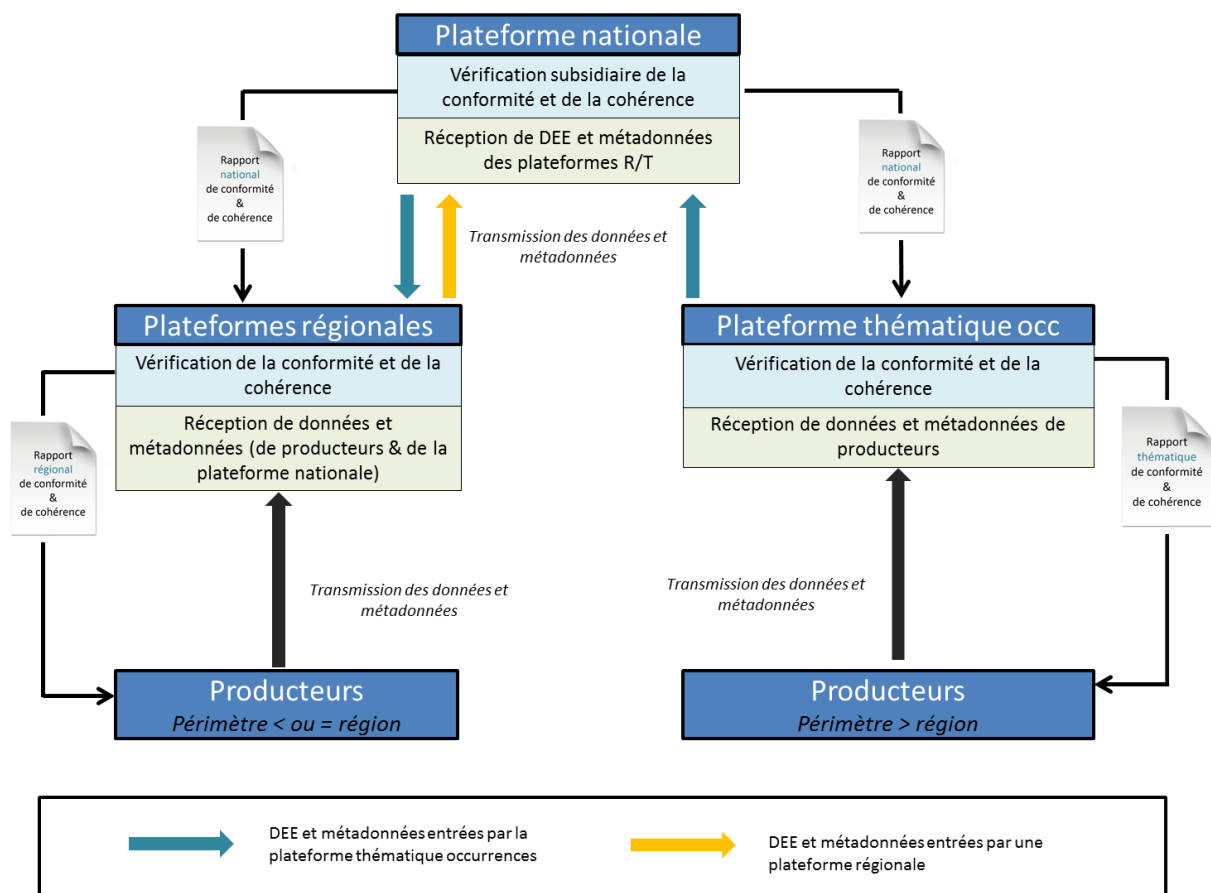 Plateforme nationale
Vérification subsidiaire de la
conformité et de la cohérence
Réception de DEE et métadonnées
des plateformes R/T
Rapport
national
de conformité
&
de cohérence
Rapport
national
de conformité
&
de cohérence
Transmission des données et
métadonnées
Plateformes régionales
Vérification de la conformité et de la
cohérence
Réception de données et
métadonnées (de producteurs & de la
plateforme nationale)
Plateforme thématique occ
Vérification de la conformité et de la
cohérence
Réception de données et métadonnées de
producteurs
Rapport
régional
de conformité
&
de cohérence
Rapport
thématique
de conformité
&
de cohérence
Transmission des données et
métadonnées
Transmission des données et
métadonnées
Producteurs
Périmètre < ou = région
Producteurs
Périmètre > région
DEE et métadonnées entrées par la
plateforme thématique occurrences
DEE et métadonnées entrées par une
plateforme régionale